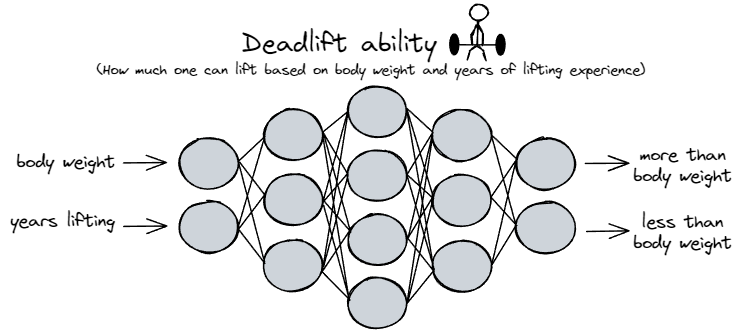 Deadlift ability
(How much one can lift based on body weight and years of lifting experience)
body weight
years lifting
more than
body weight
less than
body weight